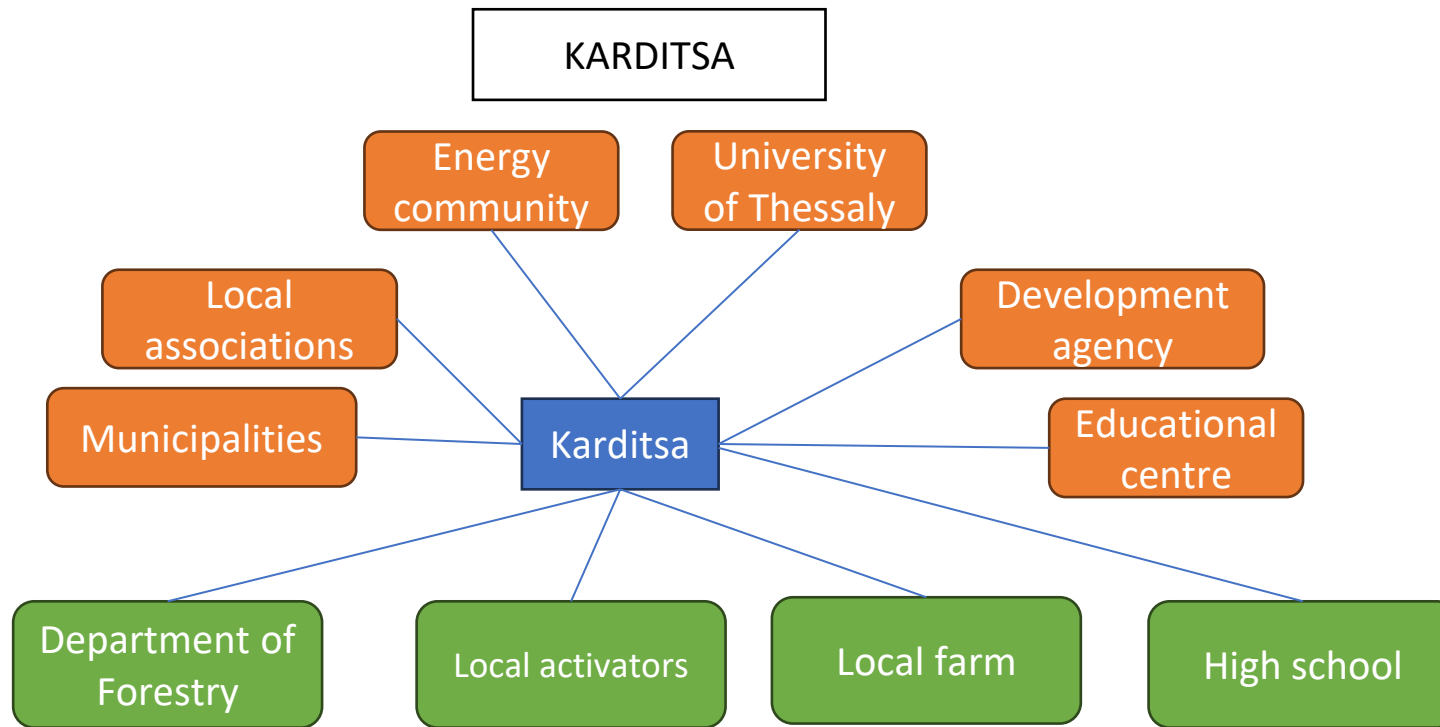 KARDITSA
Energy
community
University
of Thessaly
Local
associations
Development
agency
Municipalities
Karditsa
Educational
centre
Department of
Forestry
Local activators
Local farm
High school